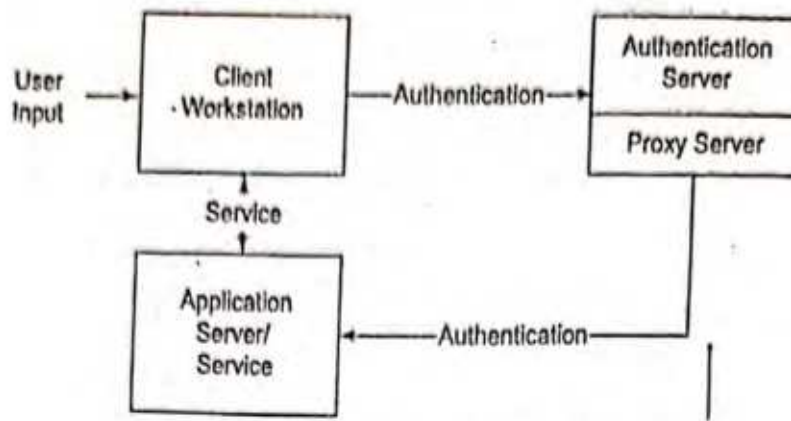 User
Input
Client
Workstation
Authentication
Authentication
Server
Proxy Server
Service
Application
Server/
Service
Authentication